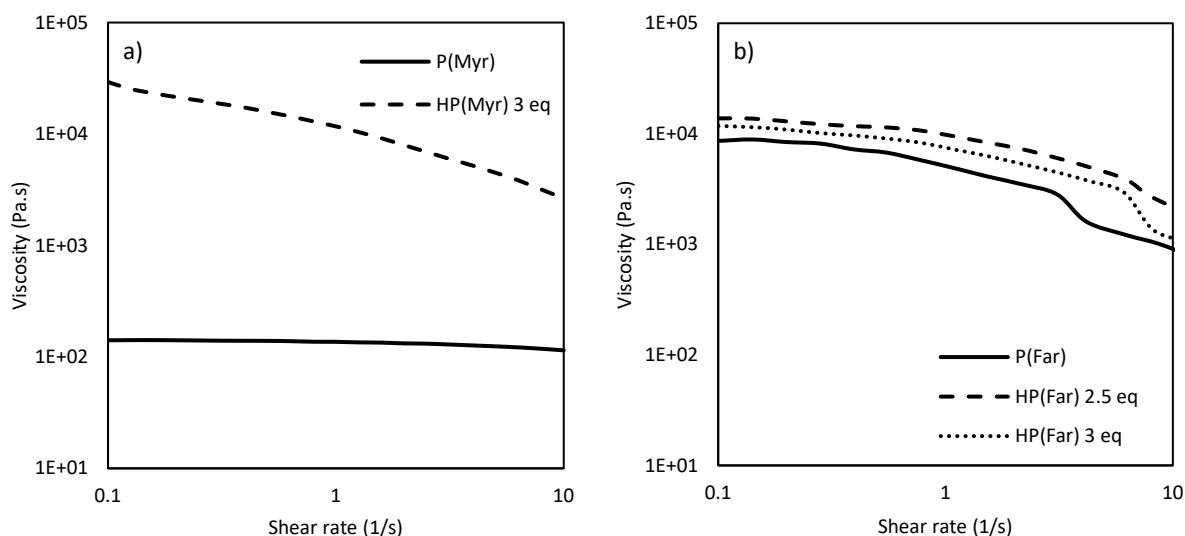 a)
P(Myr)
HP(Myr) 3 eq
1E+05
1E+04
1E+03
1E+02
1E+01
Viscosity (Pa.s)
0.1 1 10
Shear rate (1/s)
b)
1E+05
1E+04
1E+03
1E+02
1E+01
Viscosity (Pa.s)
P(Far)
HP(Far) 2.5 eq
HP(Far) 3 eq
0.1 1 10
Shear rate (1/s)